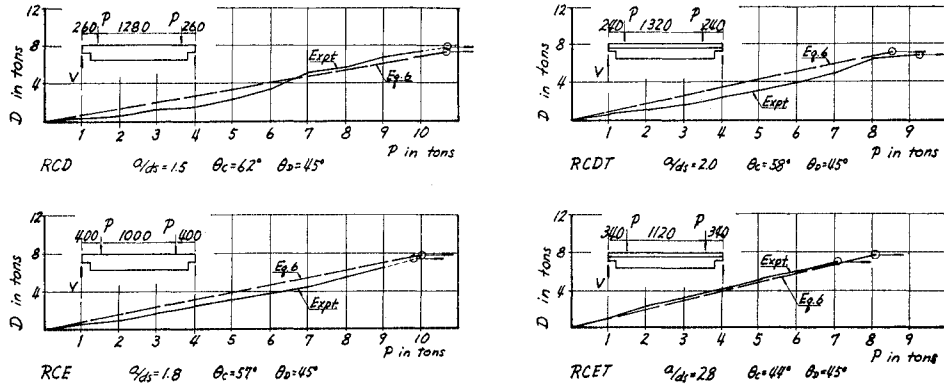 12
260 P 1280 260
8
V
4
Expt
Eq.6
D in tons
1 2 3 4 5 6 7 8 9 10
P in tons
RCD a/ds=1.5 θc=62° θD=45°
12
240 P 1320 240
8
V
4
Eq.6
Expt
D in tons
1 2 3 4 5 6 7 8 9
P in tons
RCDT a/ds=2.0 θc=58° θD=45°
12
400 P 1000 P 400
8
V
4
Eq.6
Expt
D in tons
1 2 3 4 5 6 7 8 9 10
P in tons
RCE a/ds=1.8 θc=57° θD=45°
12
340 P 1120 P 340
8
V
4
Expt
Eq.6
D in tons
1 2 3 4 5 6 7 8 9
P in tons
RCET a/ds=2.8 θc=44° θD=45°